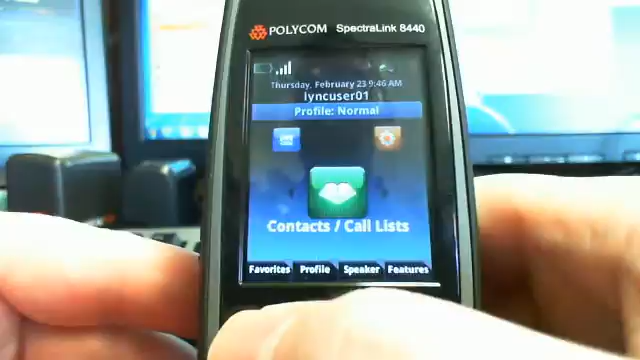 POLYCOM SpectraLink 8440
Thursday, February 23 9:46 AM
lyncuser01
Profile: Normal
Contacts / Call Lists
Favorites Profile Speaker Features